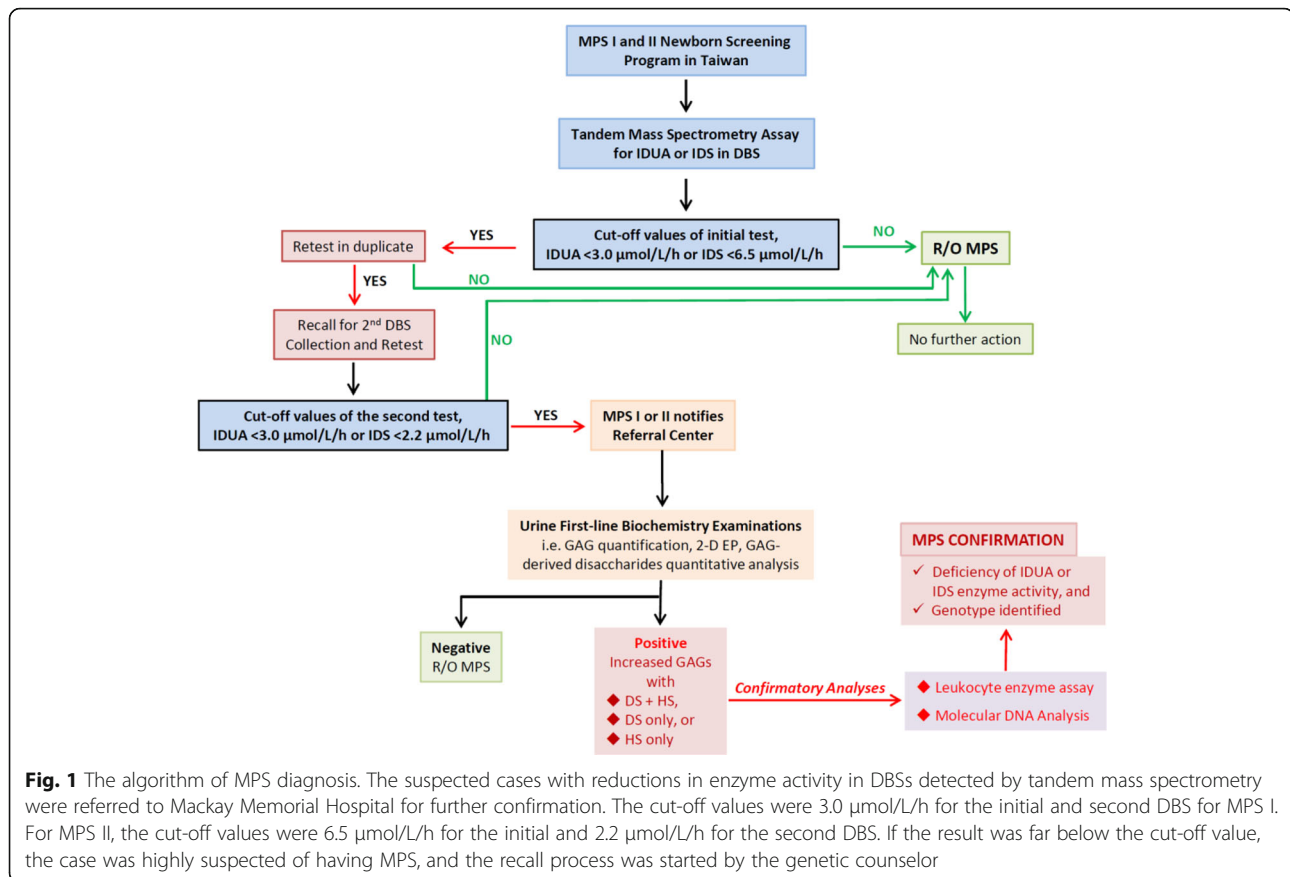 MPS I and II Newborn Screening
Program in Taiwan
Tandem Mass Spectrometry Assay
for IDUA or IDS in DBS
Cut-off values of initial test,
IDUA <3.0 µmol/L/h or IDS <6.5 µmol/L/h
YES
Retest in duplicate
NO
R/O MPS
NO
YES
Recall for 2nd DBS
Collection and Retest
NO
No further action
Cut-off values of the second test,
IDUA <3.0 µmol/L/h or IDS <2.2 µmol/L/h
YES
MPS I or II notifies
Referral Center
Urine First-line Biochemistry Examinations
i.e. GAG quantification, 2-D EP, GAG-
derived disaccharides quantitative analysis
Negative
R/O MPS
Positive
Increased GAGs
with
◆ DS + HS,
◆ DS only, or
◆ HS only
Confirmatory Analyses
◆ Leukocyte enzyme assay
◆ Molecular DNA Analysis
MPS CONFIRMATION
✓ Deficiency of IDUA or
IDS enzyme activity, and
✓ Genotype identified
Fig. 1 The algorithm of MPS diagnosis. The suspected cases with reductions in enzyme activity in DBSs detected by tandem mass spectrometry
were referred to Mackay Memorial Hospital for further confirmation. The cut-off values were 3.0 µmol/L/h for the initial and second DBS for MPS I.
For MPS II, the cut-off values were 6.5 µmol/L/h for the initial and 2.2 µmol/L/h for the second DBS. If the result was far below the cut-off value,
the case was highly suspected of having MPS, and the recall process was started by the genetic counselor